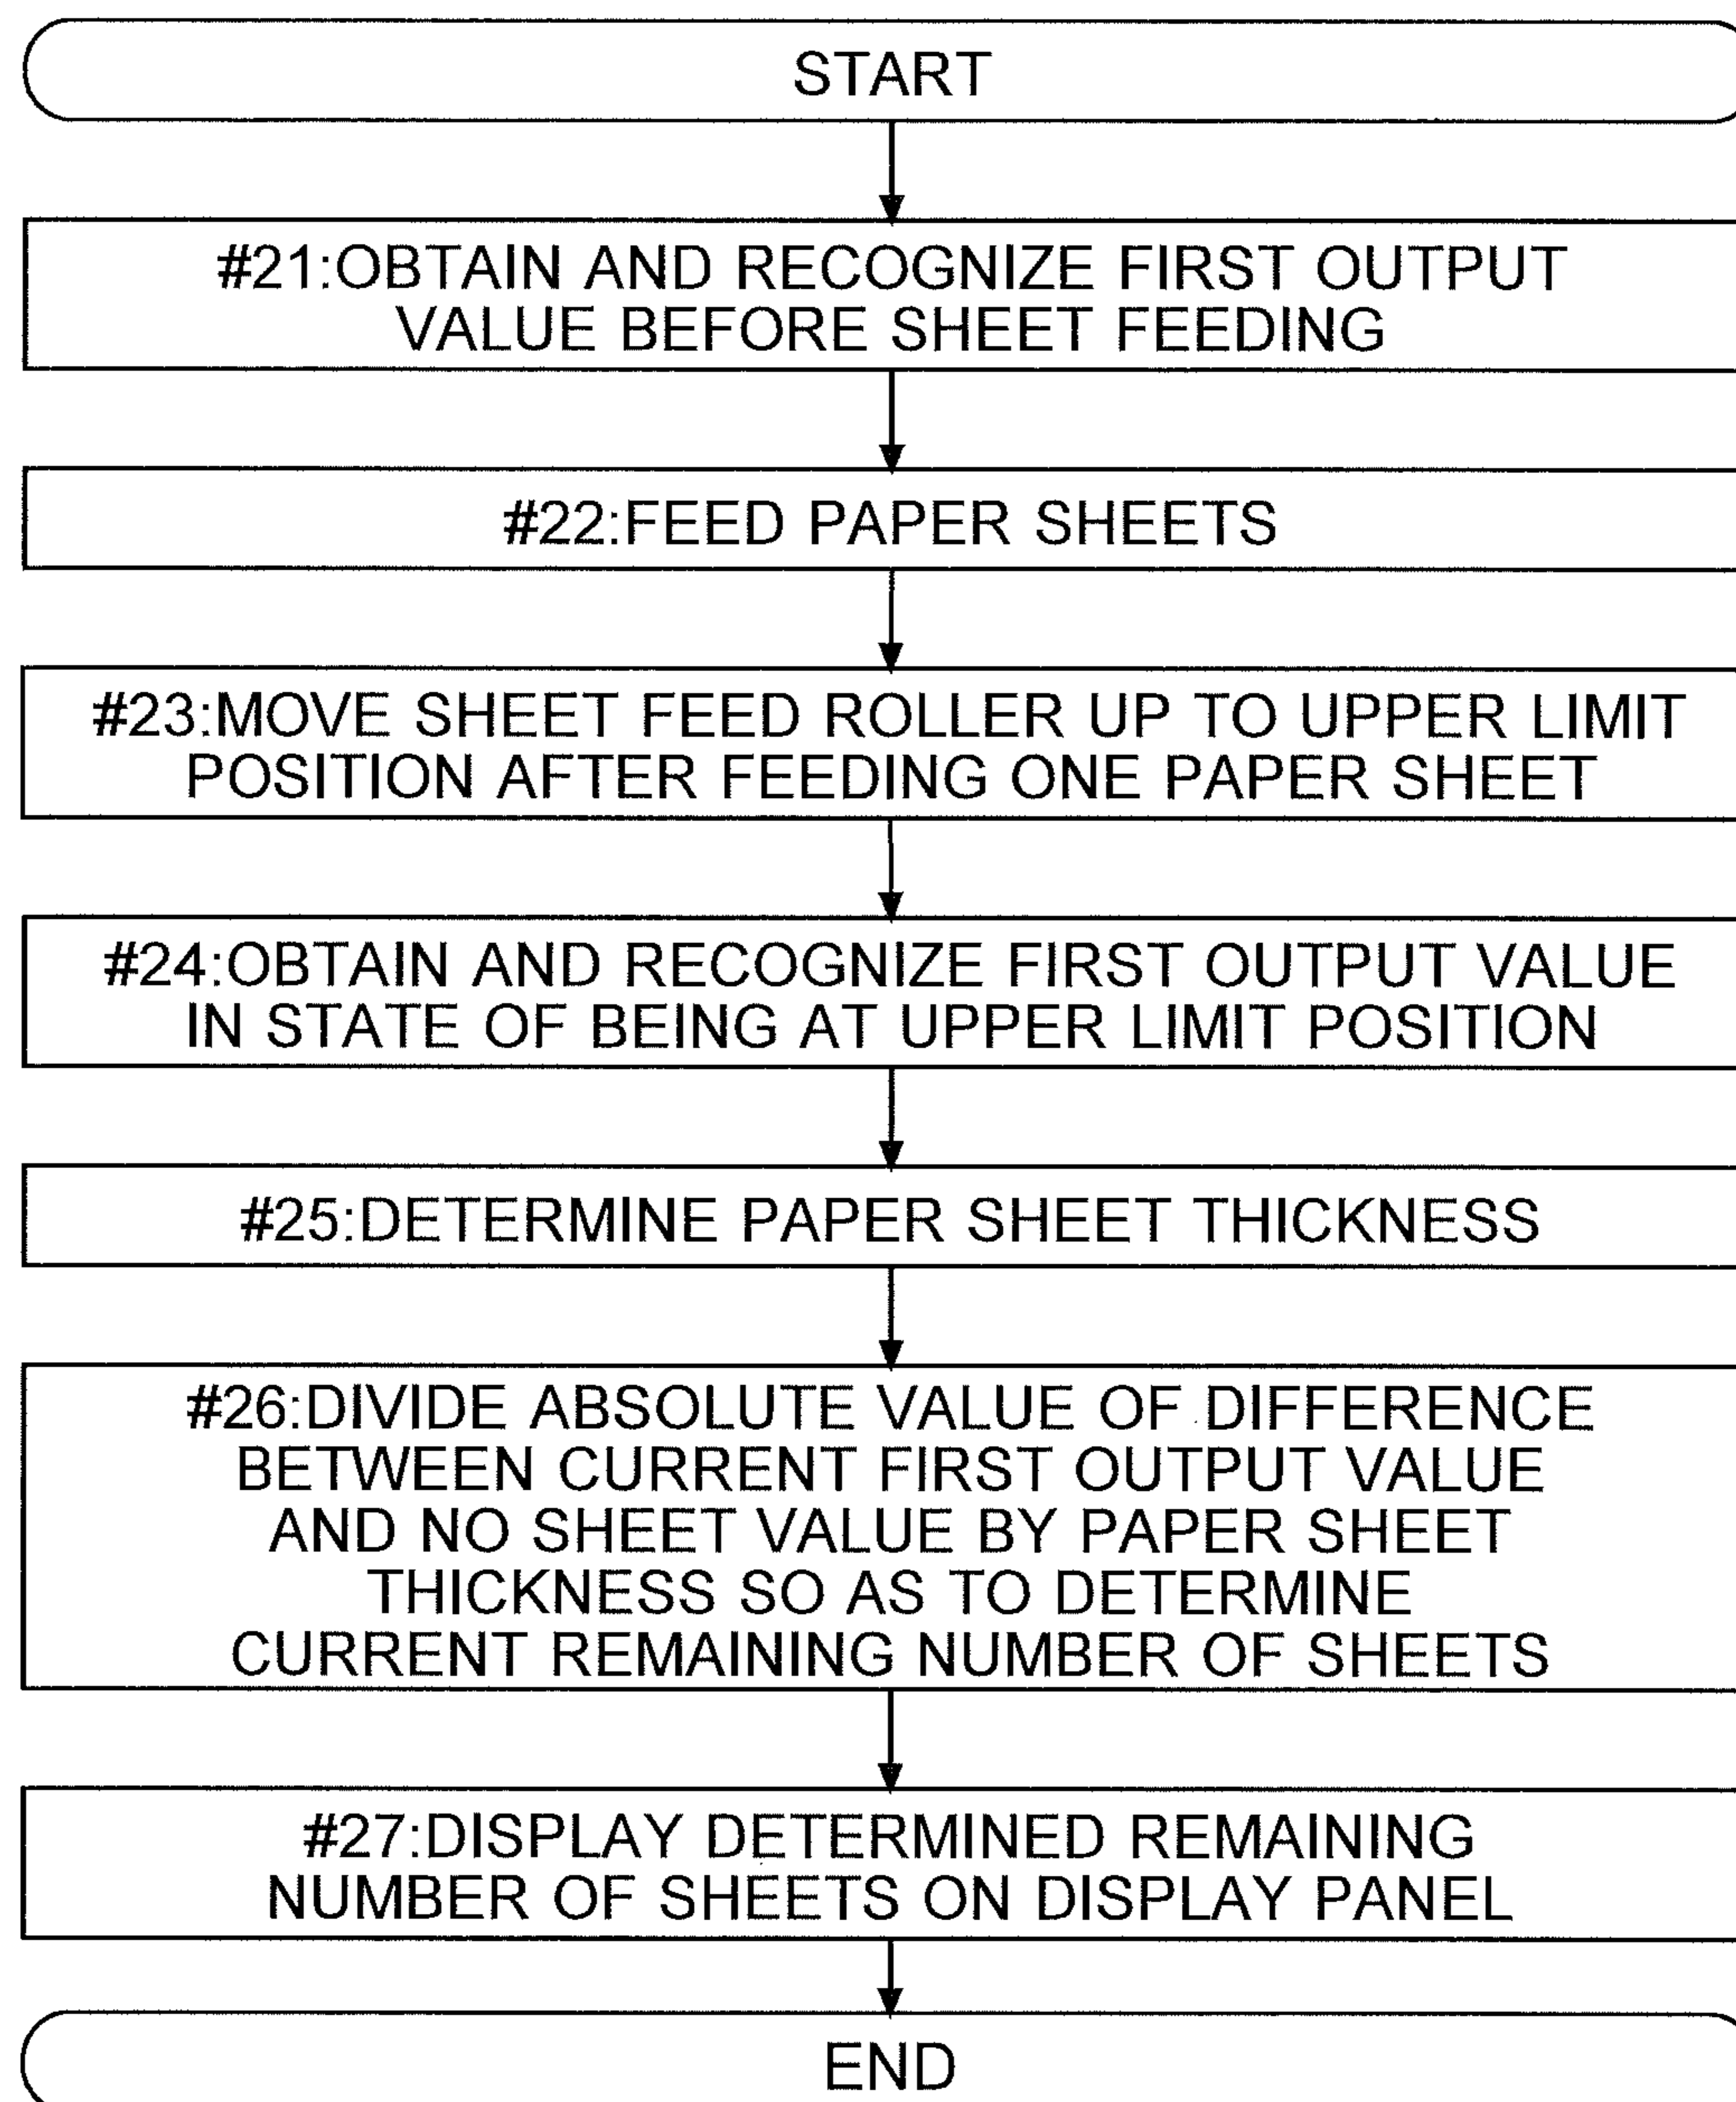 START
#21:OBTAIN AND RECOGNIZE FIRST OUTPUT
VALUE BEFORE SHEET FEEDING
#22:FEED PAPER SHEETS
#23:MOVE SHEET FEED ROLLER UP TO UPPER LIMIT
POSITION AFTER FEEDING ONE PAPER SHEET
#24:OBTAIN AND RECOGNIZE FIRST OUTPUT VALUE
IN STATE OF BEING AT UPPER LIMIT POSITION
#25:DETERMINE PAPER SHEET THICKNESS
#26:DIVIDE ABSOLUTE VALUE OF DIFFERENCE
BETWEEN CURRENT FIRST OUTPUT VALUE
AND NO SHEET VALUE BY PAPER SHEET
THICKNESS SO AS TO DETERMINE
CURRENT REMAINING NUMBER OF SHEETS
#27:DISPLAY DETERMINED REMAINING
NUMBER OF SHEETS ON DISPLAY PANEL
END